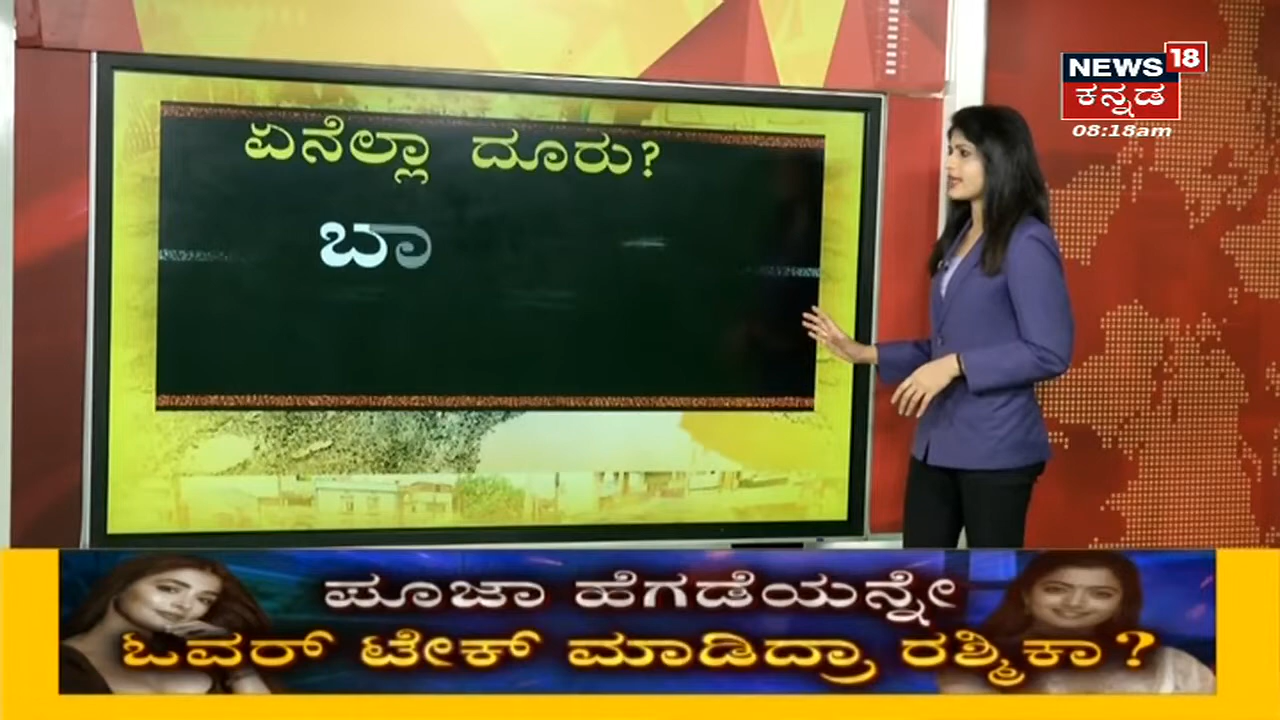 NEWS 18
ಕನ್ನಡ
08:18am
ಏನೆಲ್ಲಾ ದೂರು?
ಬಾ
ಪೂಜಾ ಹೆಗಡೆಯನ್ನೇ
ಓವರ್ ಟೇಕ್ ಮಾಡಿದ್ರಾ ರಶ್ಮಿಕಾ?